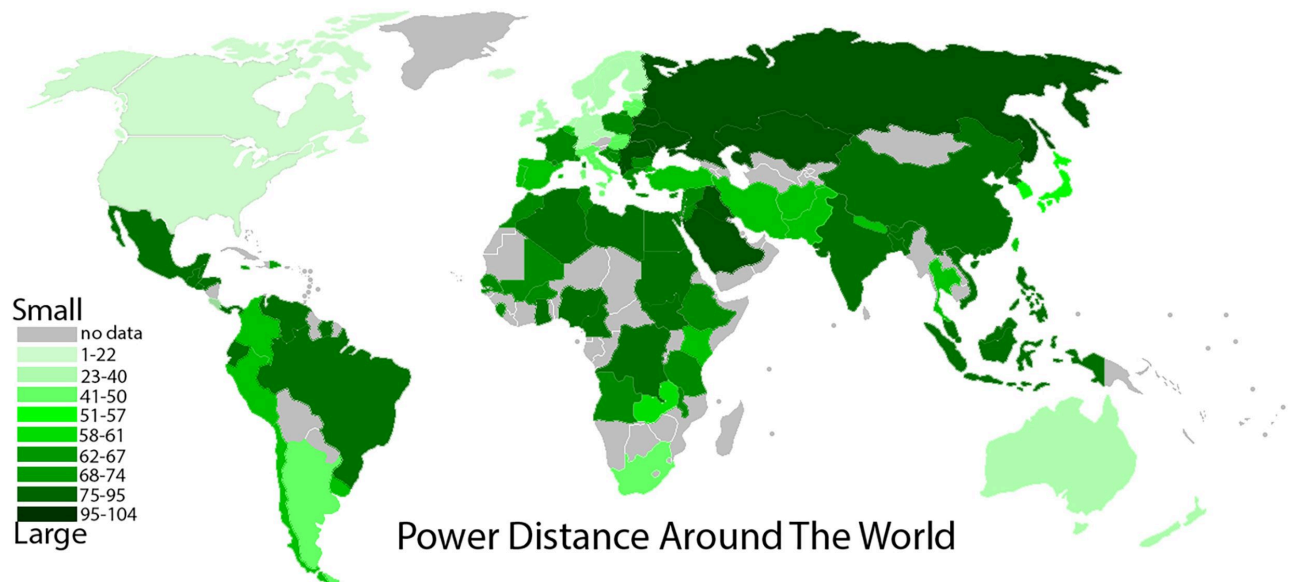 Small
no data
1-22
23-40
41-50
51-57
58-61
62-67
68-74
75-95
95-104
Large
Power Distance Around The World